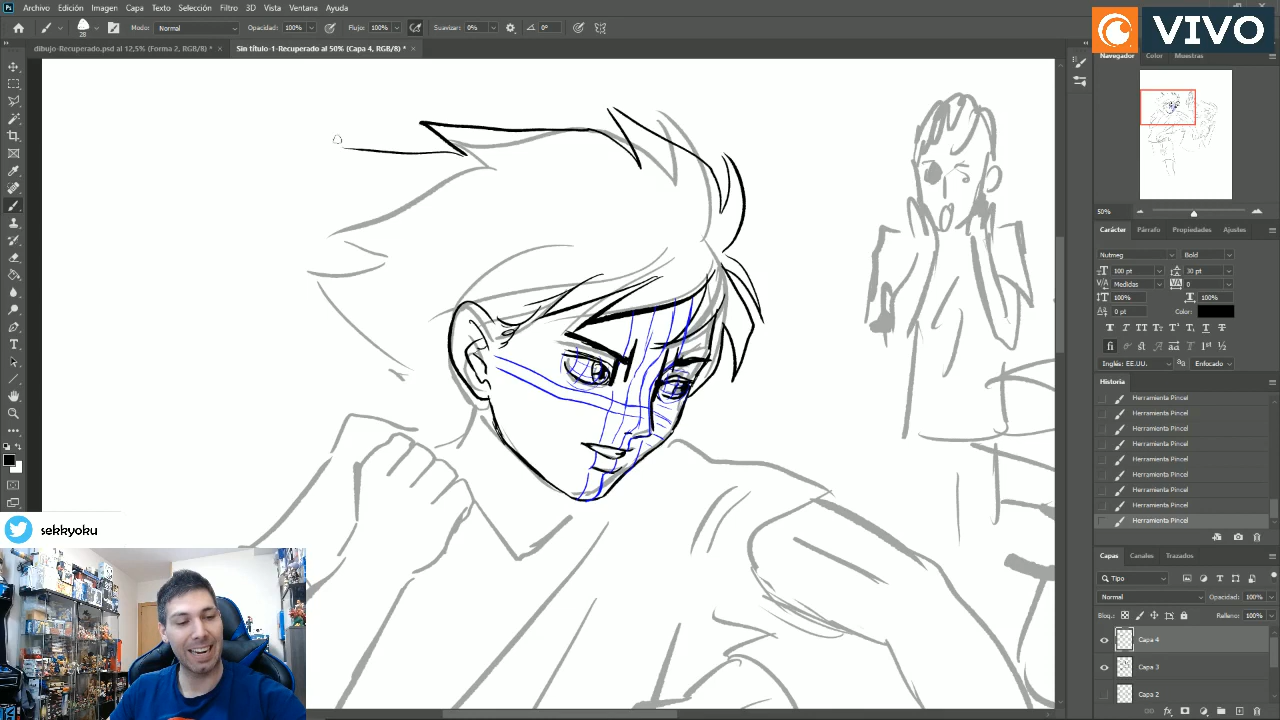 Archivo Edición Imagen Capa Texto Selección Filtro 3D Vista Ventana Ayuda
VIVO
28 Modo: Normal Opacidad: 100% Flujo: 100% Suavizar: 0% 0°
dibujo-Recuperado.psd al 12,5% (Forma 2, RGB/8) * ×
Sin título-1-Recuperado al 50% (Capa 4, RGB/8) * ×
Navegador Color Muestras
50%
Carácter Párrafo Propiedades Ajustes
Nutmeg Bold
100 pt 30 pt
Medidas 0
100% 100%
0 pt Color:
Inglés: EE.UU. Enfocado
Historia
Herramienta Pincel
Herramienta Pincel
Herramienta Pincel
Herramienta Pincel
Herramienta Pincel
Herramienta Pincel
Herramienta Pincel
Herramienta Pincel
Herramienta Pincel
Capas Canales Trazados
Tipo
Normal Opacidad: 100%
Bloq.: Relleno: 100%
Capa 4
Capa 3
Capa 2
sekkyoku